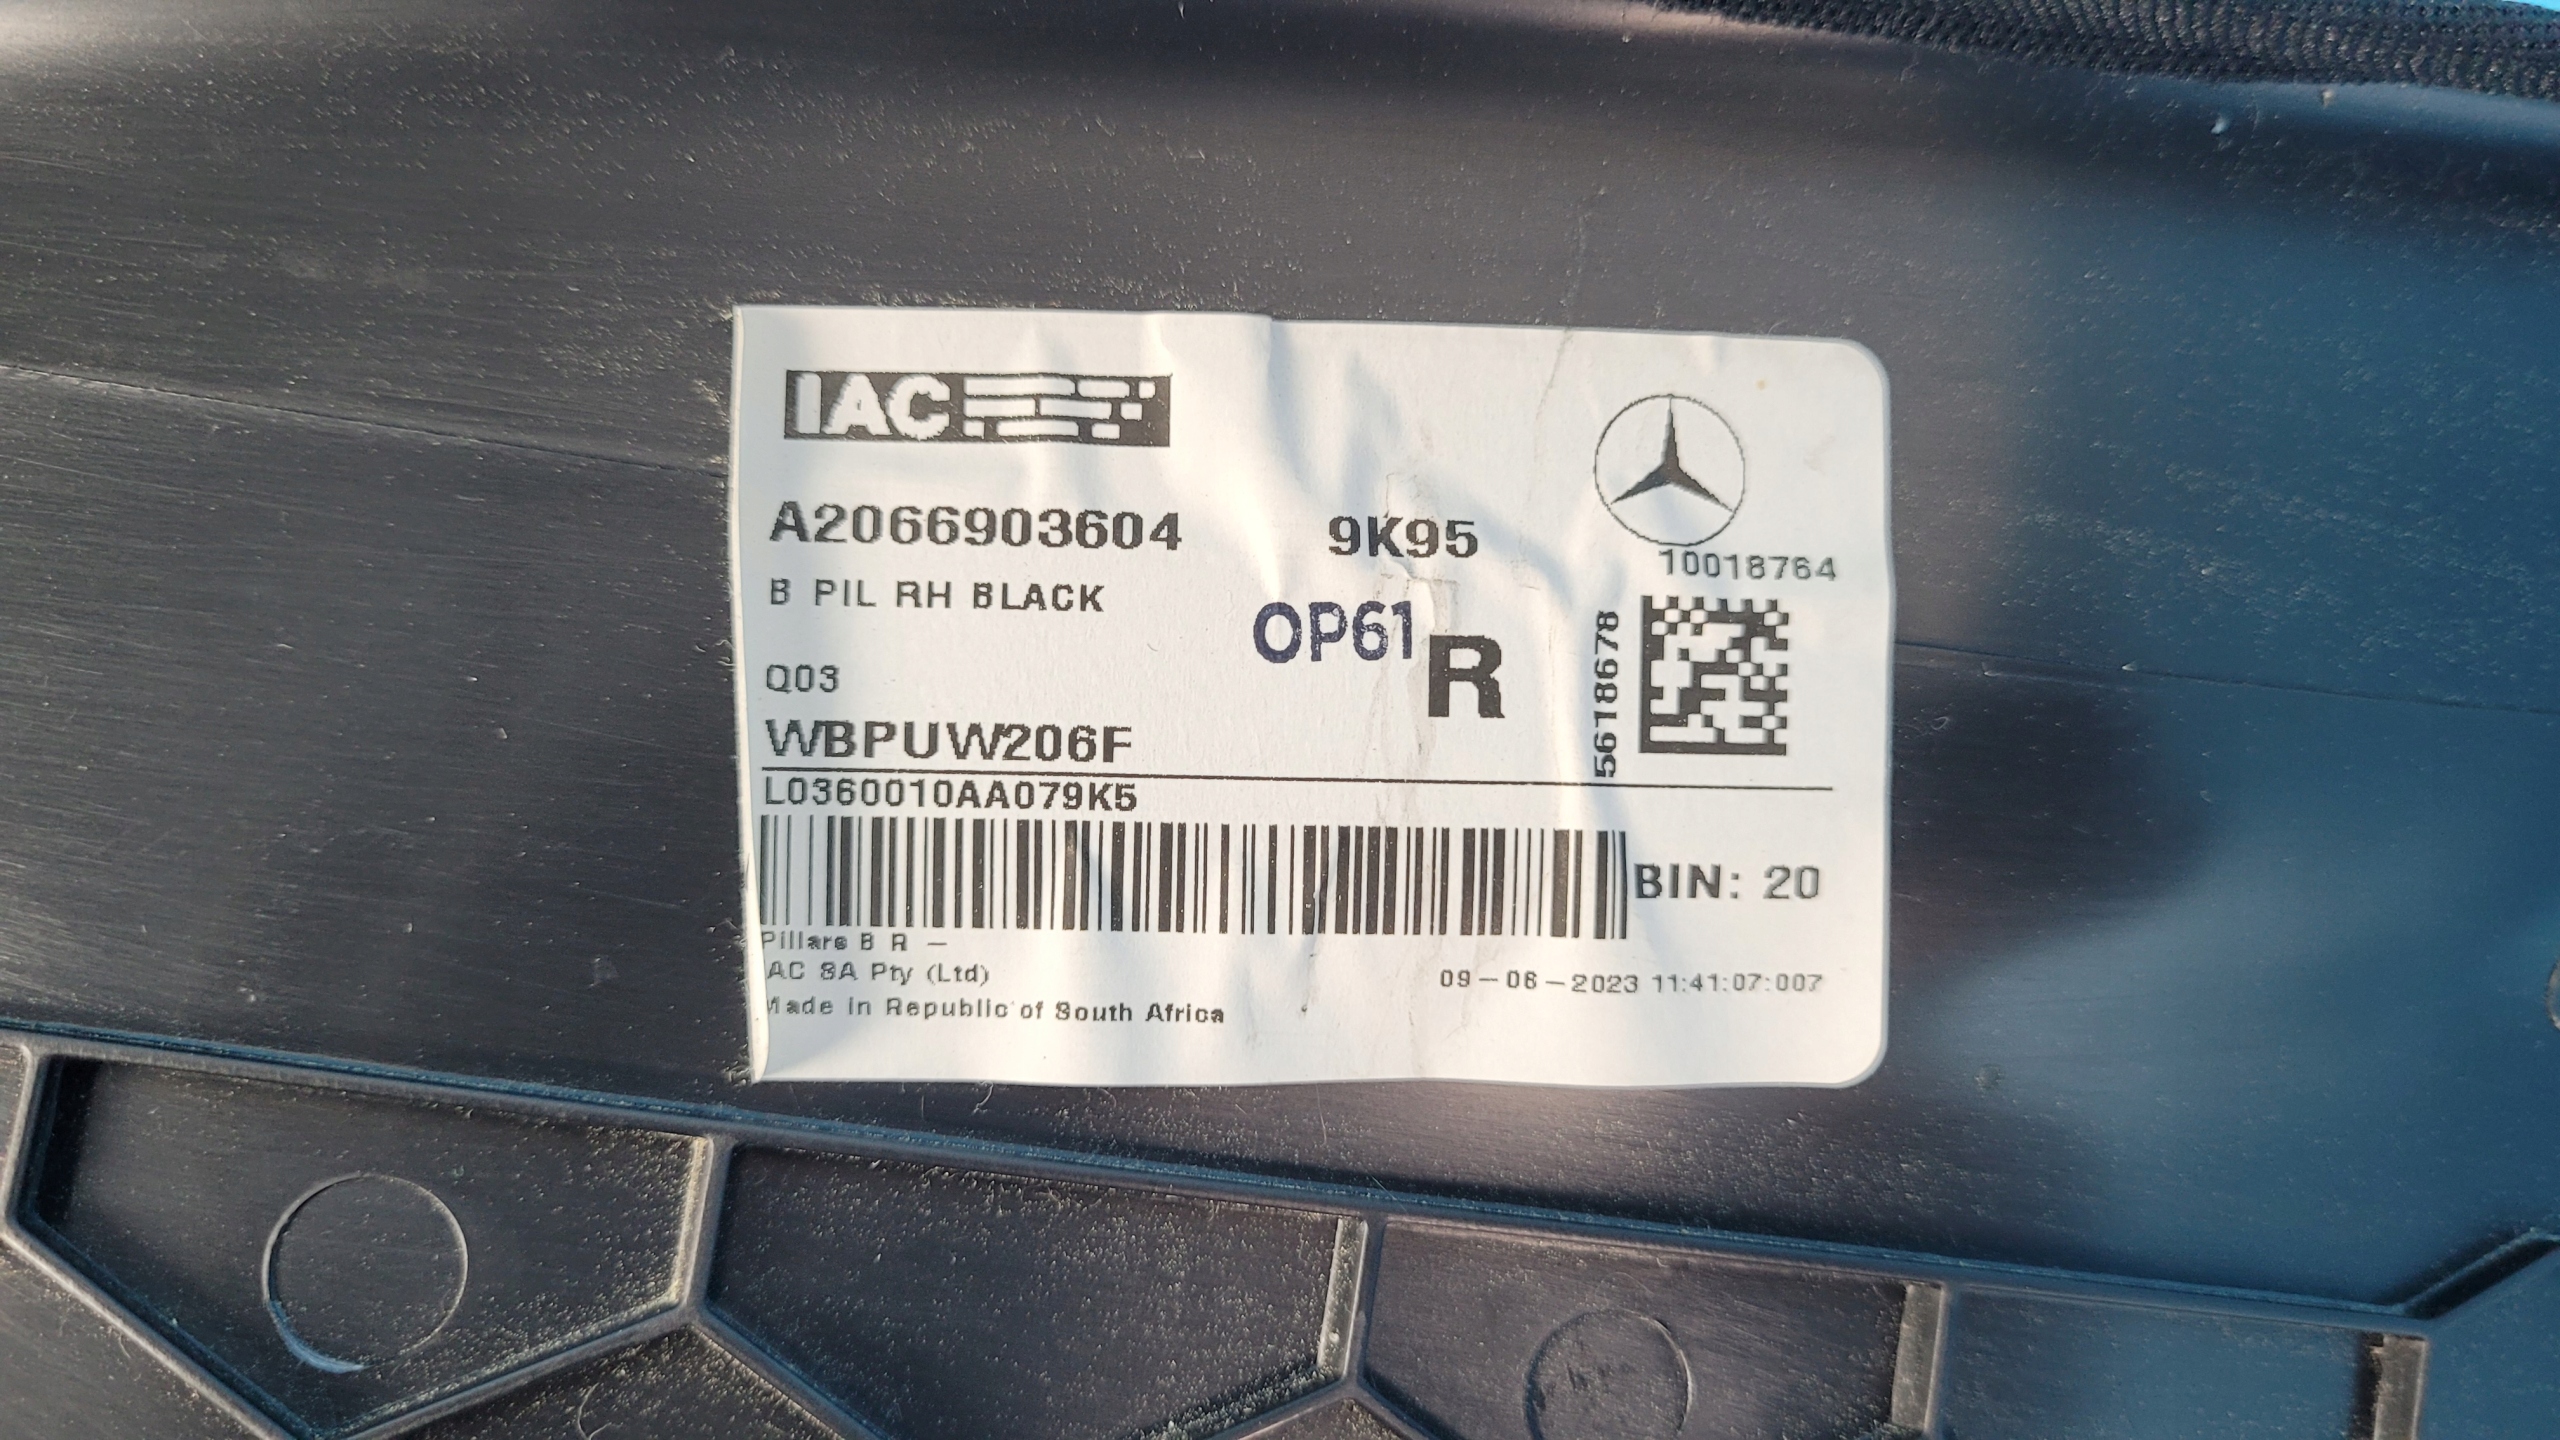 IAC
A2066903604 9K95
10018764
B PIL RH BLACK
OP61
R
5618678
Q03
WBPUW206F
L0360010AA079K5
BIN: 20
Pillars B R –
IAC SA Pty (Ltd)
09-06-2023 11:41:07:007
Made in Republic of South Africa